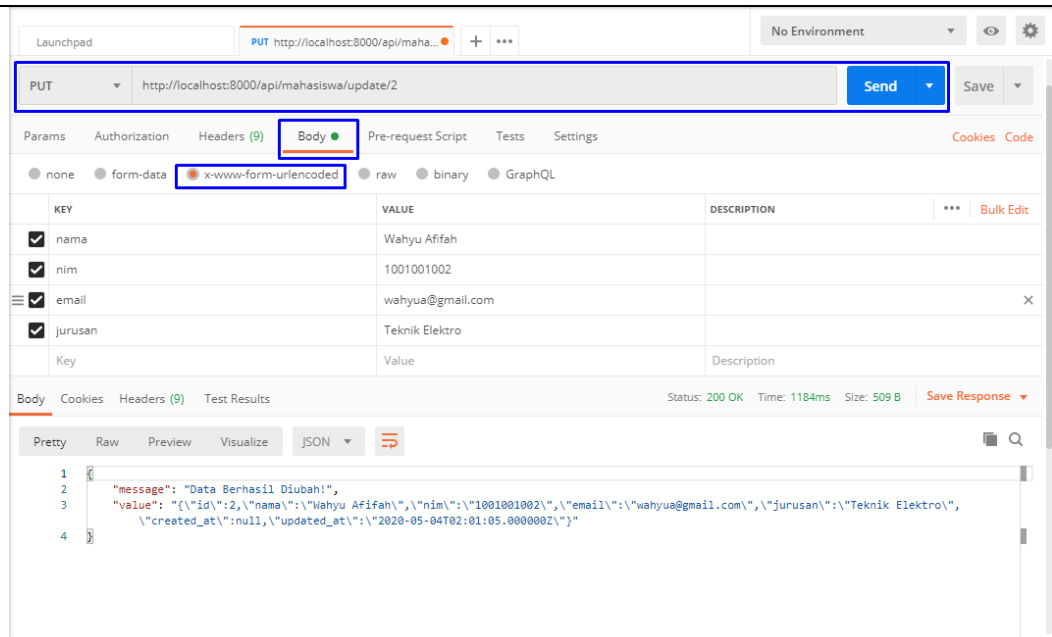 Launchpad PUT http://localhost:8000/api/maha... + ••• No Environment
PUT http://localhost:8000/api/mahasiswa/update/2 Send Save
Params Authorization Headers (9) Body Pre-request Script Tests Settings Cookies Code
none form-data x-www-form-urlencoded raw binary GraphQL
KEY VALUE DESCRIPTION ••• Bulk Edit
nama Wahyu Afifah
nim 1001001002
email wahyua@gmail.com
jurusan Teknik Elektro
Key Value Description
Body Cookies Headers (9) Test Results Status: 200 OK Time: 1184ms Size: 509 B Save Response
Pretty Raw Preview Visualize JSON
1 {
2 "message": "Data Berhasil Diubah!",
3 "value": "{\"id\":2,\"nama\":\"Wahyu Afifah\",\"nim\":\"1001001002\",\"email\":\"wahyua@gmail.com\",\"jurusan\":\"Teknik Elektro\",
\"created_at\":null,\"updated_at\":\"2020-05-04T02:01:05.000000Z\"}"
4 }